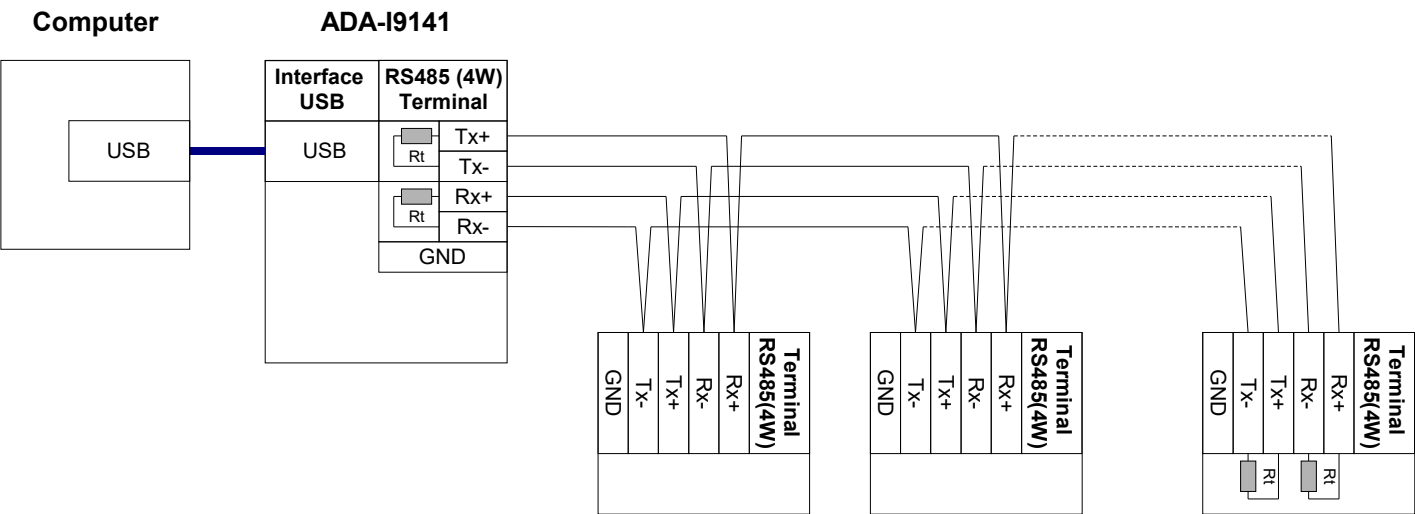 Computer
ADA-I9141
Interface
USB
RS485 (4W)
Terminal
USB
USB
Rt
Tx+
Tx-
Rt
Rx+
Rx-
GND
GND
Tx-
Tx+
Rx-
Rx+
Terminal
RS485(4W)
GND
Tx-
Tx+
Rx-
Rx+
Terminal
RS485(4W)
GND
Tx-
Tx+
Rx-
Rx+
Terminal
RS485(4W)
Rt
Rt